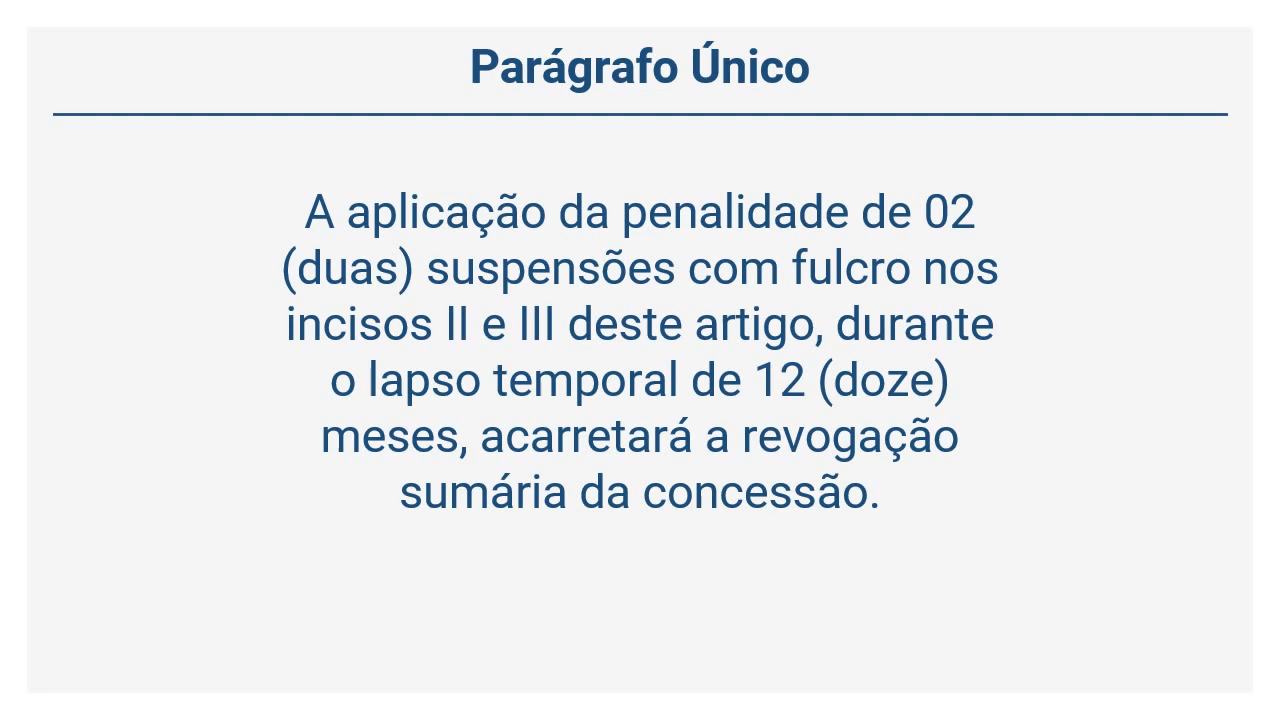 Parágrafo Único
A aplicação da penalidade de 02
(duas) suspensões com fulcro nos
incisos II e III deste artigo, durante
o lapso temporal de 12 (doze)
meses, acarretará a revogação
sumária da concessão.